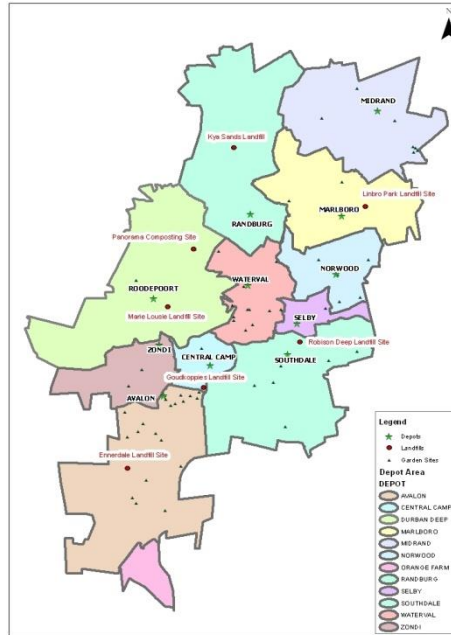 N
MIDRAND
Kya Sands Landfill
Linbro Park Landfill Site
MARLBORO
RANDBURG
Panorama Composting Site
WATERVAL
NORWOOD
ROODEPOORT
Marie Lousie Landfill Site
SELBY
Robison Deep Landfill Site
ZONDI
CENTRAL CAMP
SOUTHDALE
Goudkoppies Landfill Site
AVALON
Ennerdale Landfill Site
Legend
Depots
Landfills
Garden Sites
Depot Area
DEPOT
AVALON
CENTRAL CAMP
DURBAN DEEP
MARLBORO
MIDRAND
NORWOOD
ORANGE FARM
RANDBURG
SELBY
SOUTHDALE
WATERVAL
ZONDI